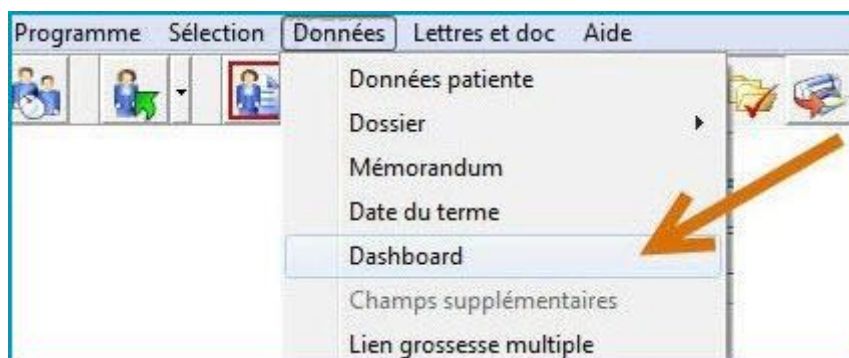 Programme Sélection Données Lettres et doc Aide
Données patiente
Dossier
Mémorandum
Date du terme
Dashboard
Champs supplémentaires
Lien grossesse multiple